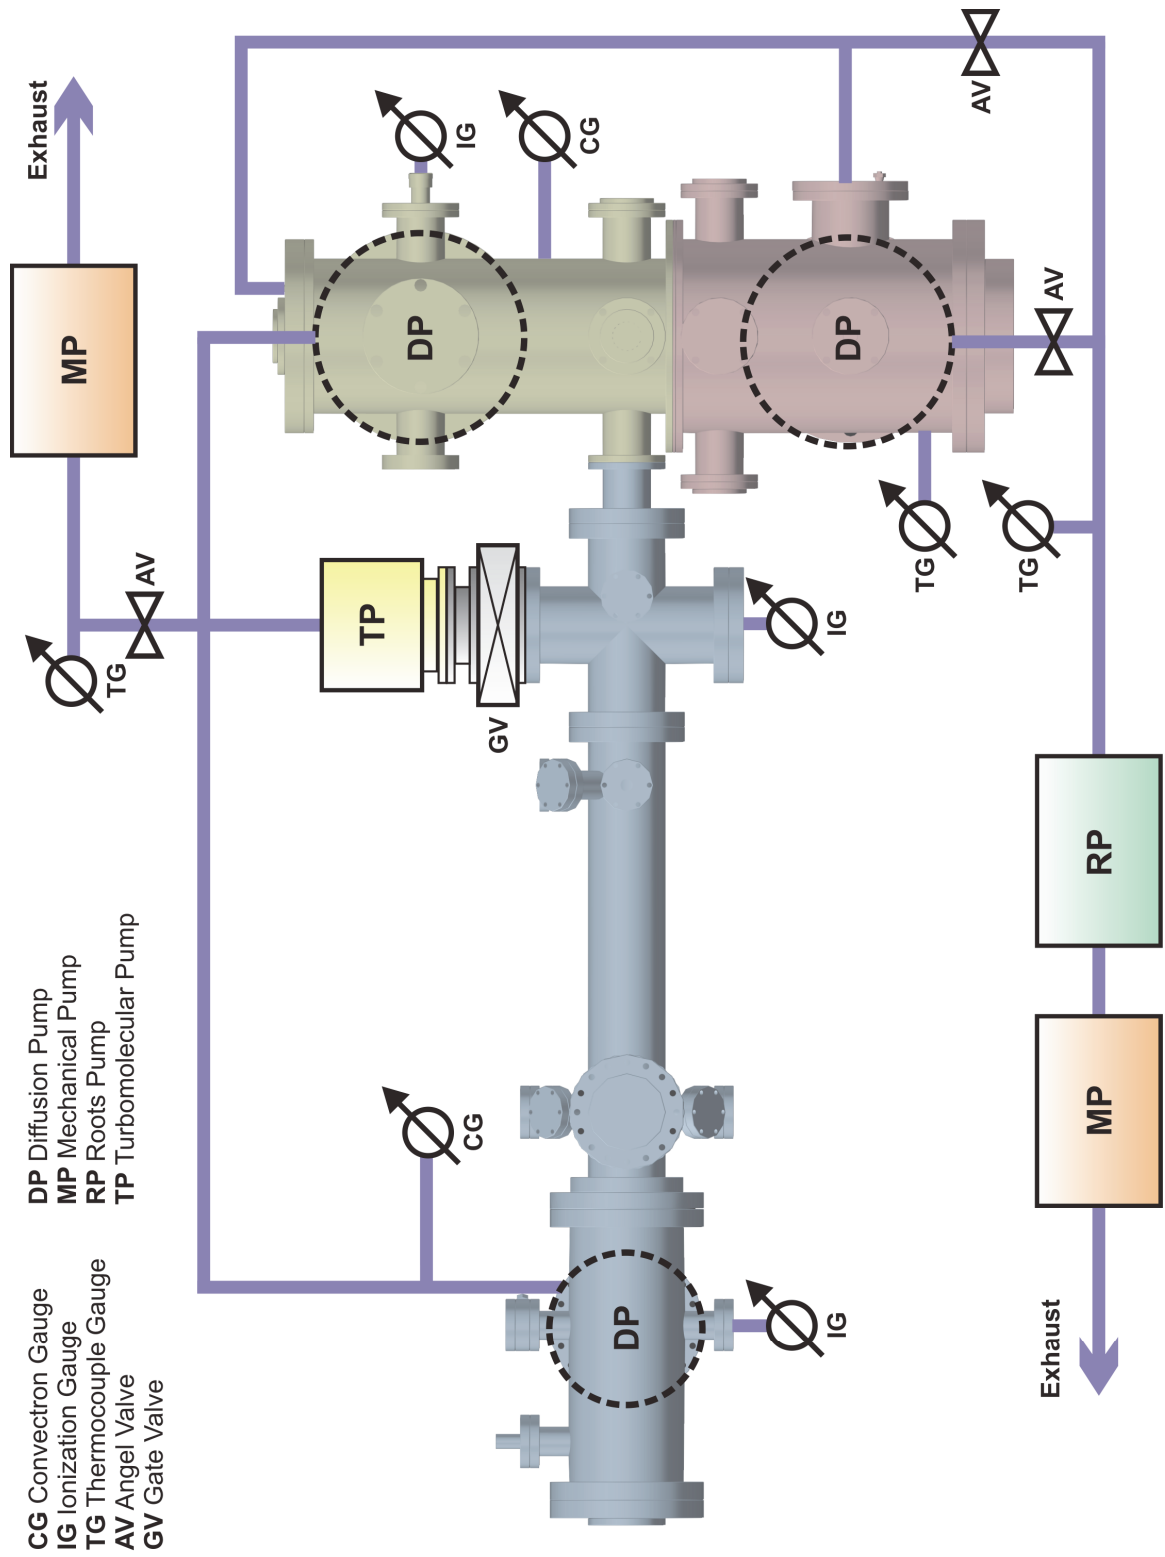 CG Convectron Gauge
IG Ionization Gauge
TG Thermocouple Gauge
AV Angel Valve
GV Gate Valve
DP Diffusion Pump
MP Mechanical Pump
RP Roots Pump
TP Turbomolecular Pump
Exhaust
MP
TG
AV
TP
GV
DP
IG
CG
DP
AV
AV
TG
TG
IG
CG
DP
IG
RP
MP
Exhaust